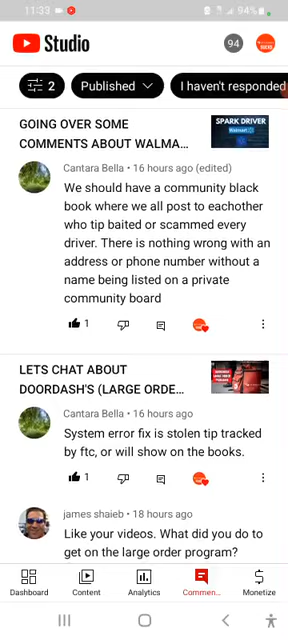 11:33
94%
Studio
94
2
Published
I haven't responded
GOING OVER SOME
COMMENTS ABOUT WALMA...
SPARK DRIVER
Walmart
Cantara Bella • 16 hours ago (edited)
We should have a community black
book where we all post to eachother
who tip baited or scammed every
driver. There is nothing wrong with an
address or phone number without a
name being listed on a private
community board
1
LETS CHAT ABOUT
DOORDASH'S (LARGE ORDE...
Cantara Bella • 16 hours ago
System error fix is stolen tip tracked
by ftc, or will show on the books.
1
james shaieb • 18 hours ago
Like your videos. What did you do to
get on the large order program?
Dashboard
Content
Analytics
Commen...
Monetize